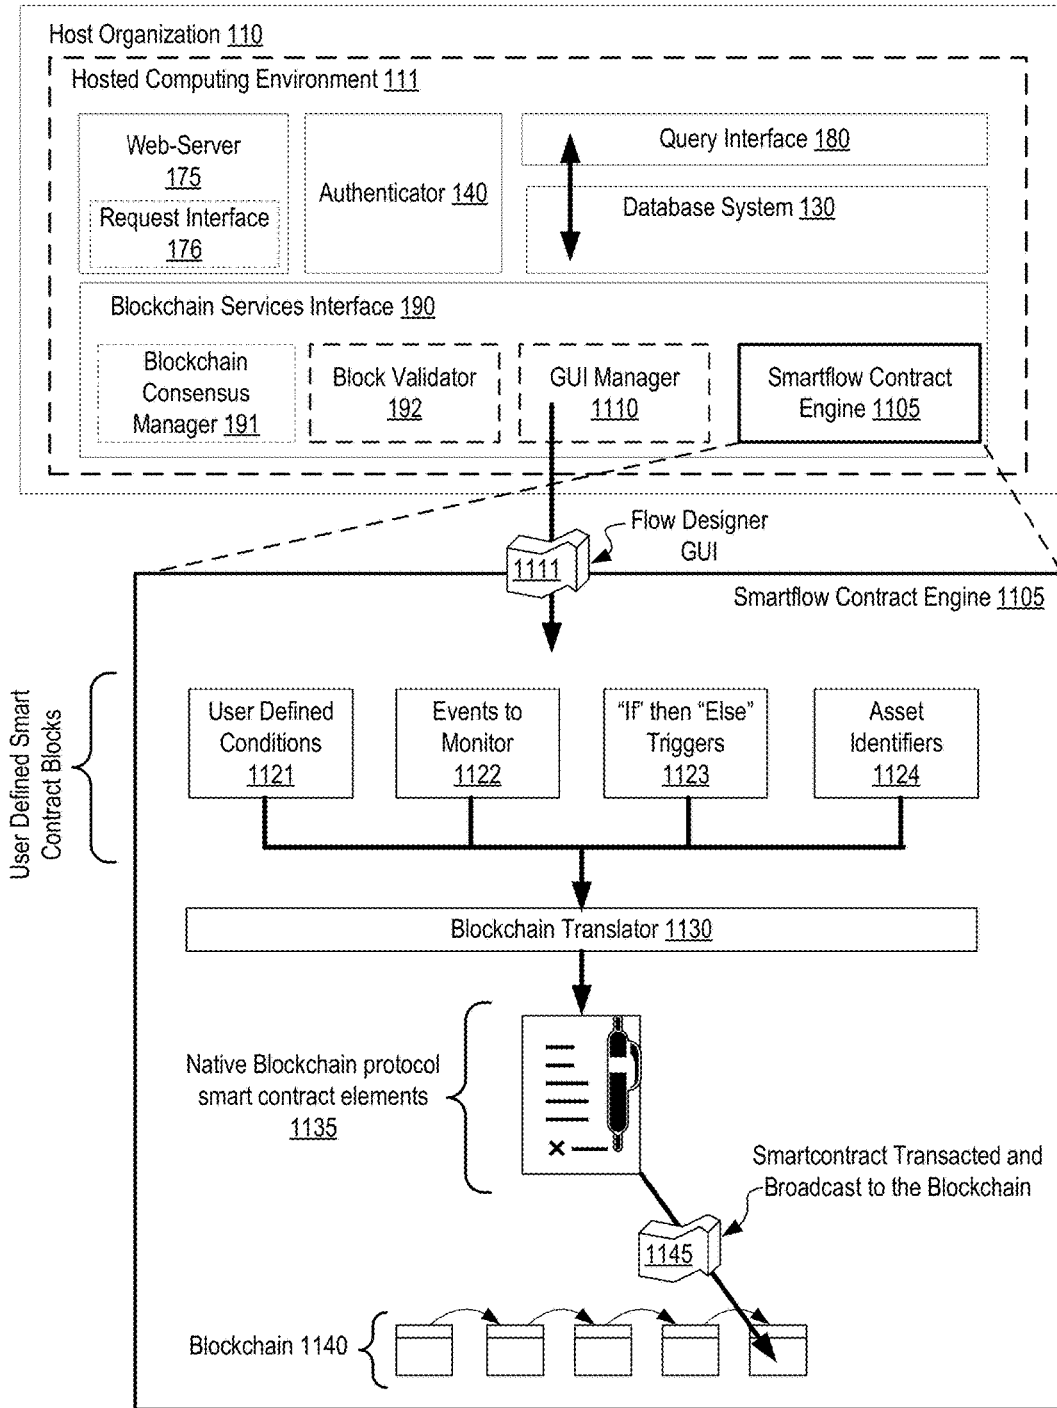 Host Organization 110
Hosted Computing Environment 111
Web-Server
175
Request Interface
176
Authenticator 140
Query Interface 180
Database System 130
Blockchain Services Interface 190
Blockchain
Consensus
Manager 191
Block Validator
192
GUI Manager
1110
Smartflow Contract
Engine 1105
Flow Designer
GUI
1111
Smartflow Contract Engine 1105
User Defined Smart
Contract Blocks
User Defined
Conditions
1121
Events to
Monitor
1122
“If” then “Else”
Triggers
1123
Asset
Identifiers
1124
Blockchain Translator 1130
Native Blockchain protocol
smart contract elements
1135
Smartcontract Transacted and
Broadcast to the Blockchain
1145
Blockchain 1140